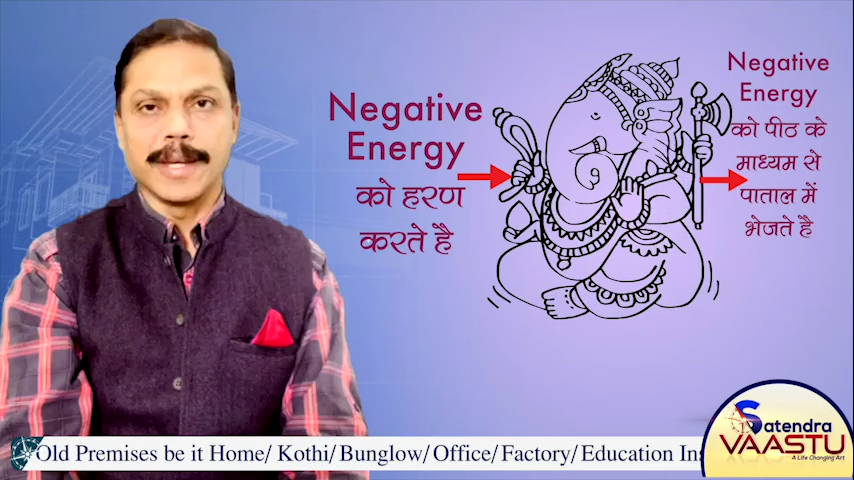 Negative
Energy
को हरण
करते है
Negative
Energy
को पीठ के
माध्यम से
पाताल में
भेजते है
Old Premises be it Home/ Kothi/ Bunglow/ Office/ Factory/ Education
Satendra
VAASTU
A Life Changing Art